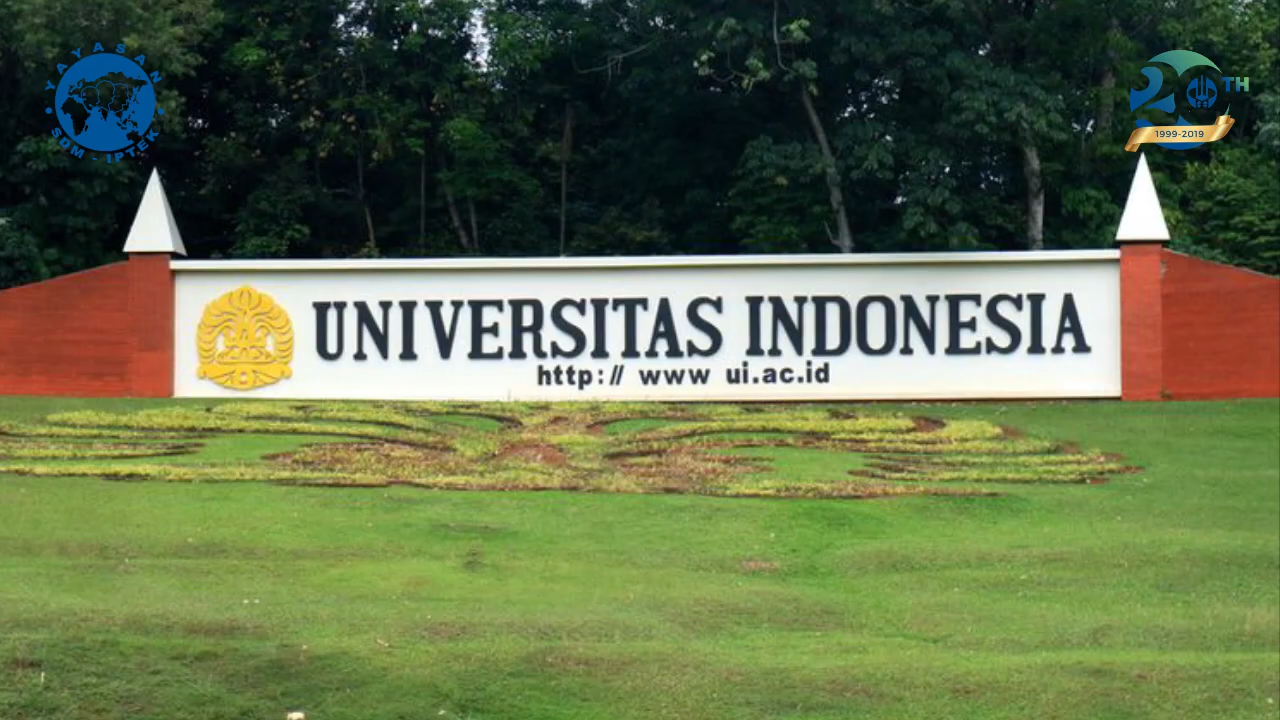 YAYASAN
SDM - IPTEK
20TH
1999-2019
UNIVERSITAS INDONESIA
http:// www ui.ac.id